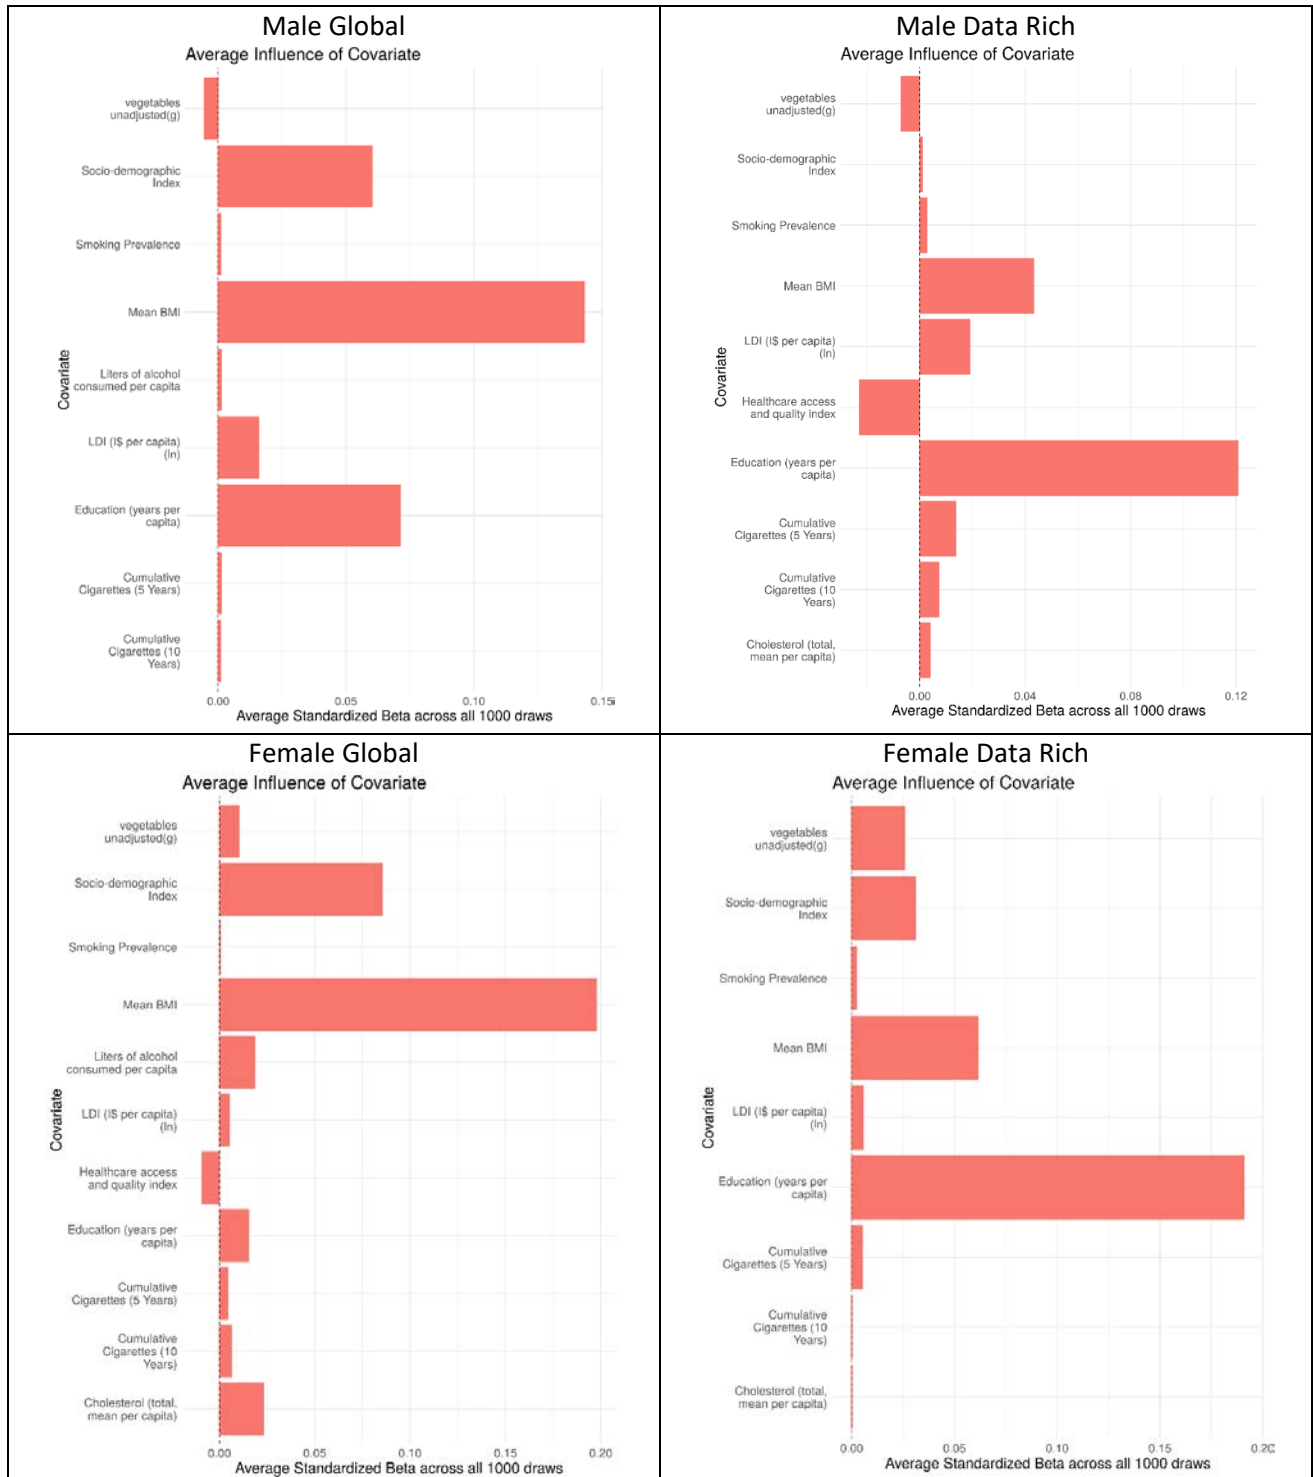 Male Global
Average Influence of Covariate
vegetables
unadjusted(g)
Socio-demographic
Index
Smoking Prevalence
Mean BMI
Liters of alcohol
consumed per capita
LDI (I$ per capita)
(ln)
Education (years per
capita)
Cumulative
Cigarettes (5 Years)
Cumulative
Cigarettes (10
Years)
Covariate
0.00 0.05 0.10 0.15
Average Standardized Beta across all 1000 draws
Male Data Rich
Average Influence of Covariate
vegetables
unadjusted(g)
Socio-demographic
Index
Smoking Prevalence
Mean BMI
LDI (I$ per capita)
(ln)
Healthcare access
and quality index
Education (years per
capita)
Cumulative
Cigarettes (5 Years)
Cumulative
Cigarettes (10
Years)
Cholesterol (total,
mean per capita)
Covariate
0.00 0.04 0.08 0.12
Average Standardized Beta across all 1000 draws
Female Global
Average Influence of Covariate
vegetables
unadjusted(g)
Socio-demographic
Index
Smoking Prevalence
Mean BMI
Liters of alcohol
consumed per capita
LDI (I$ per capita)
(ln)
Healthcare access
and quality index
Education (years per
capita)
Cumulative
Cigarettes (5 Years)
Cumulative
Cigarettes (10
Years)
Cholesterol (total,
mean per capita)
Covariate
0.00 0.05 0.10 0.15 0.20
Average Standardized Beta across all 1000 draws
Female Data Rich
Average Influence of Covariate
vegetables
unadjusted(g)
Socio-demographic
Index
Smoking Prevalence
Mean BMI
LDI (I$ per capita)
(ln)
Education (years per
capita)
Cumulative
Cigarettes (5 Years)
Cumulative
Cigarettes (10
Years)
Cholesterol (total,
mean per capita)
Covariate
0.00 0.05 0.10 0.15 0.20
Average Standardized Beta across all 1000 draws